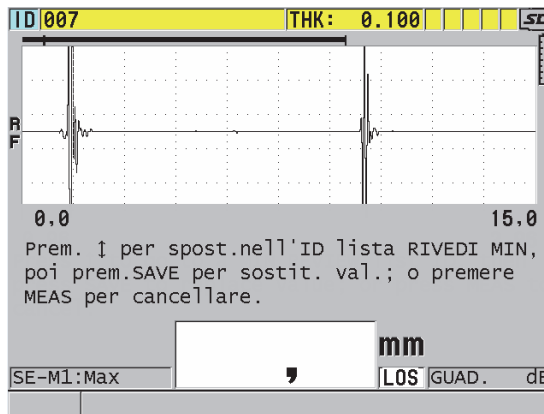 ID 007 THK: 0.100 SD
RF
0,0 15,0
Prem. ↕ per spost.nell'ID lista RIVEDI MIN,
poi prem.SAVE per sostit. val.; o premere
MEAS per cancellare.
, mm
SE-M1:Max LOS GUAD. dB